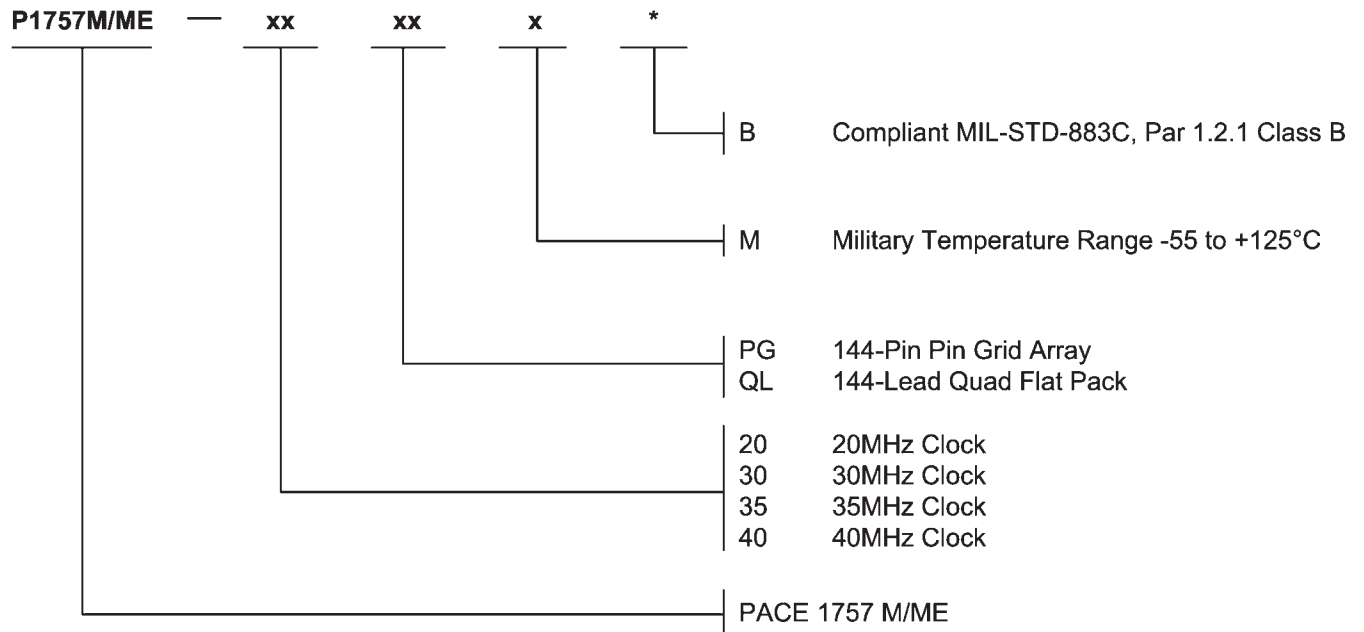 P1757M/ME — xx xx x *
B Compliant MIL-STD-883C, Par 1.2.1 Class B
M Military Temperature Range -55 to +125°C
PG 144-Pin Pin Grid Array
QL 144-Lead Quad Flat Pack
20 20MHz Clock
30 30MHz Clock
35 35MHz Clock
40 40MHz Clock
PACE 1757 M/ME